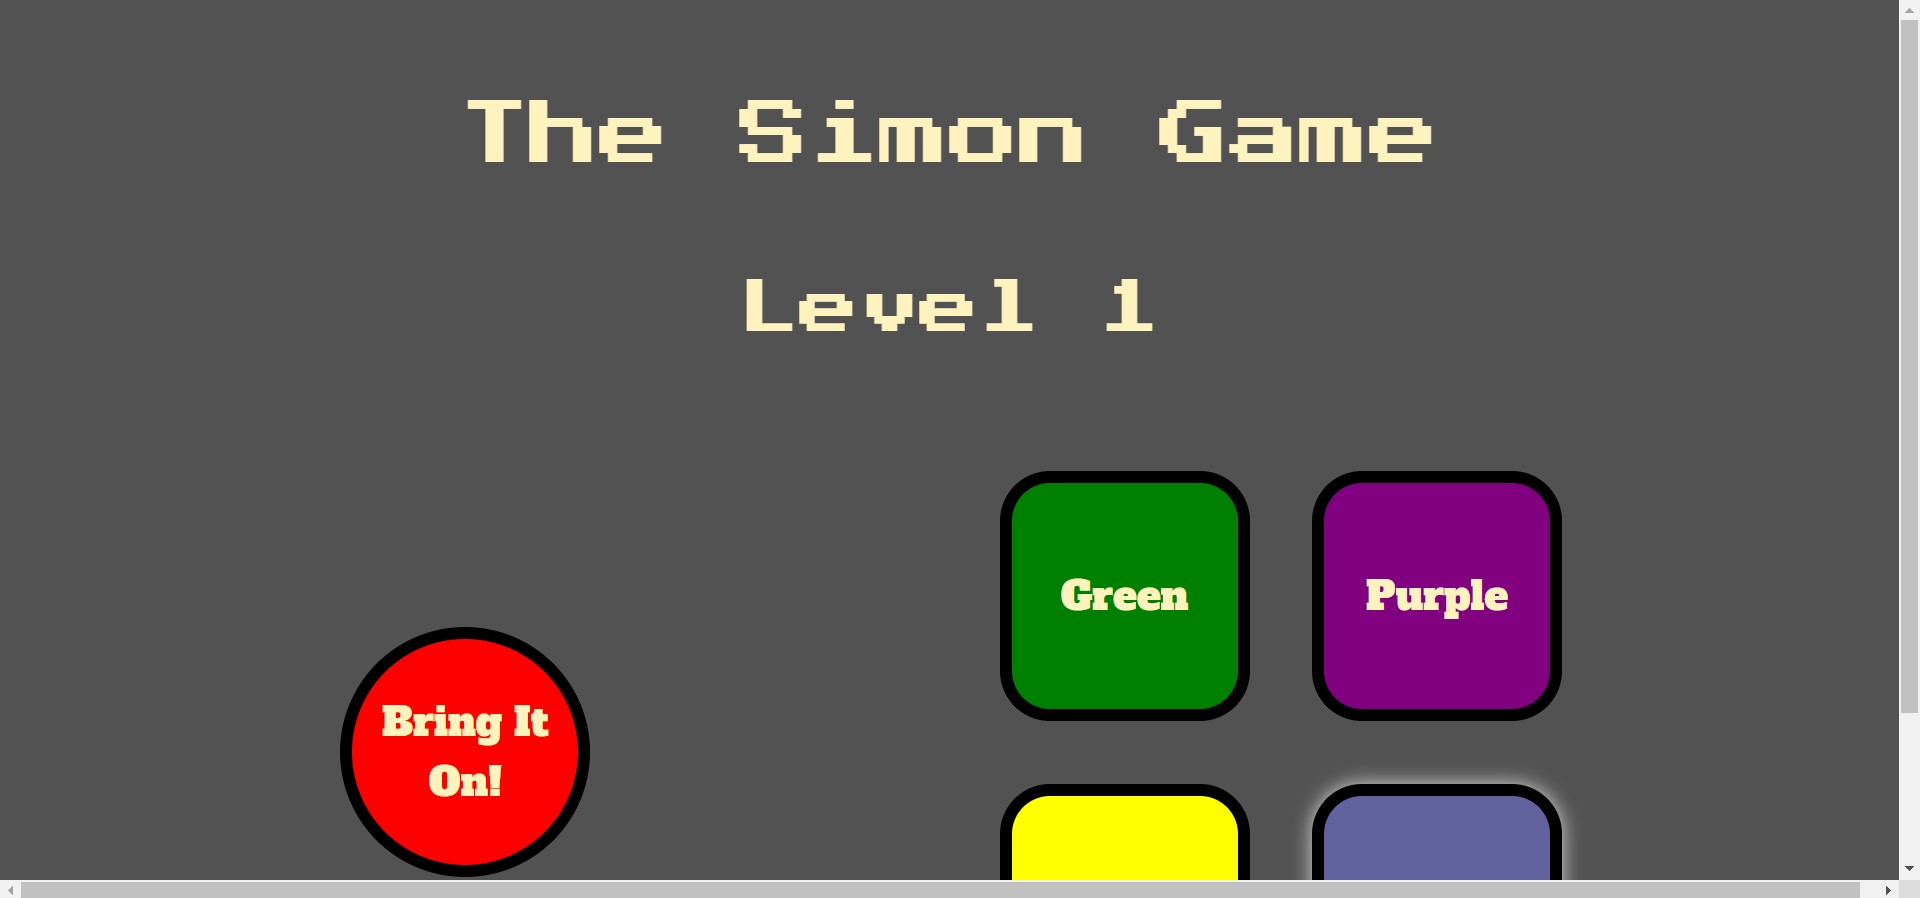 The Simon Game
Level 1
Green
Purple
Bring It
On!